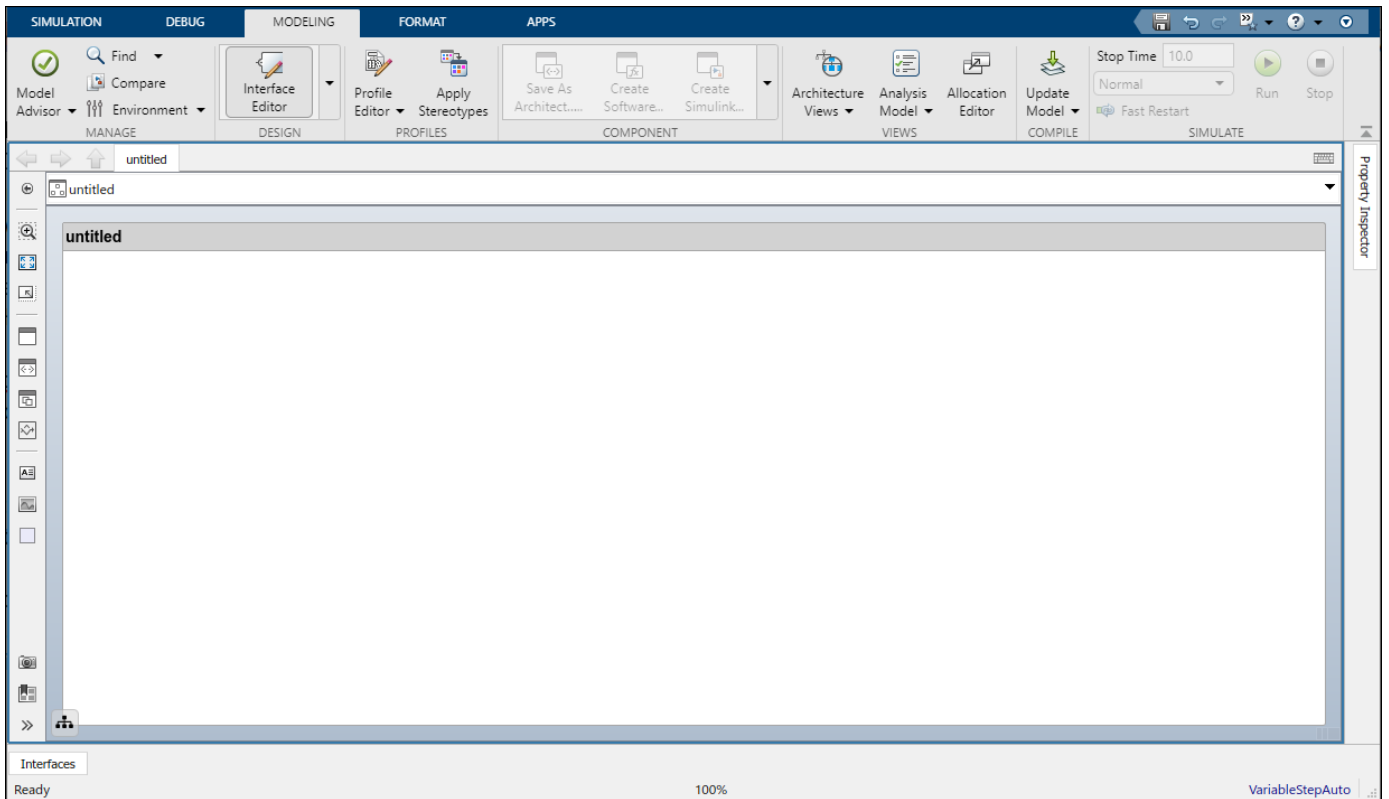 SIMULATION DEBUG MODELING FORMAT APPS
Find
Compare
Environment
Model
Advisor
MANAGE
Interface
Editor
DESIGN
Profile
Editor
Apply
Stereotypes
PROFILES
Save As
Architect.....
Create
Software...
Create
Simulink...
COMPONENT
Architecture
Views
Analysis
Model
Allocation
Editor
VIEWS
Update
Model
COMPILE
Stop Time 10.0
Normal
Fast Restart
Run
Stop
SIMULATE
untitled
untitled
untitled
Property Inspector
Interfaces
Ready 100% VariableStepAuto